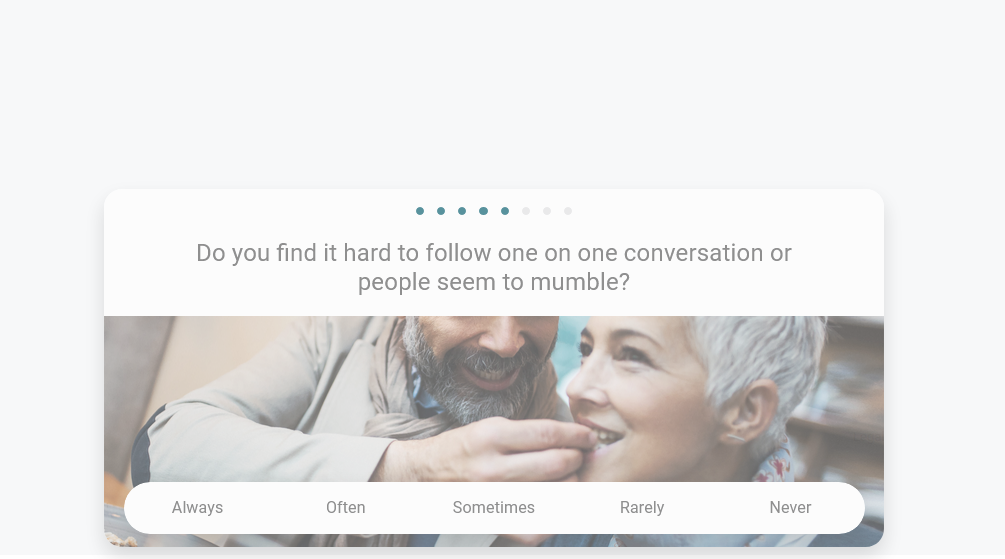 Do you find it hard to follow one on one conversation or
people seem to mumble?
Always Often Sometimes Rarely Never